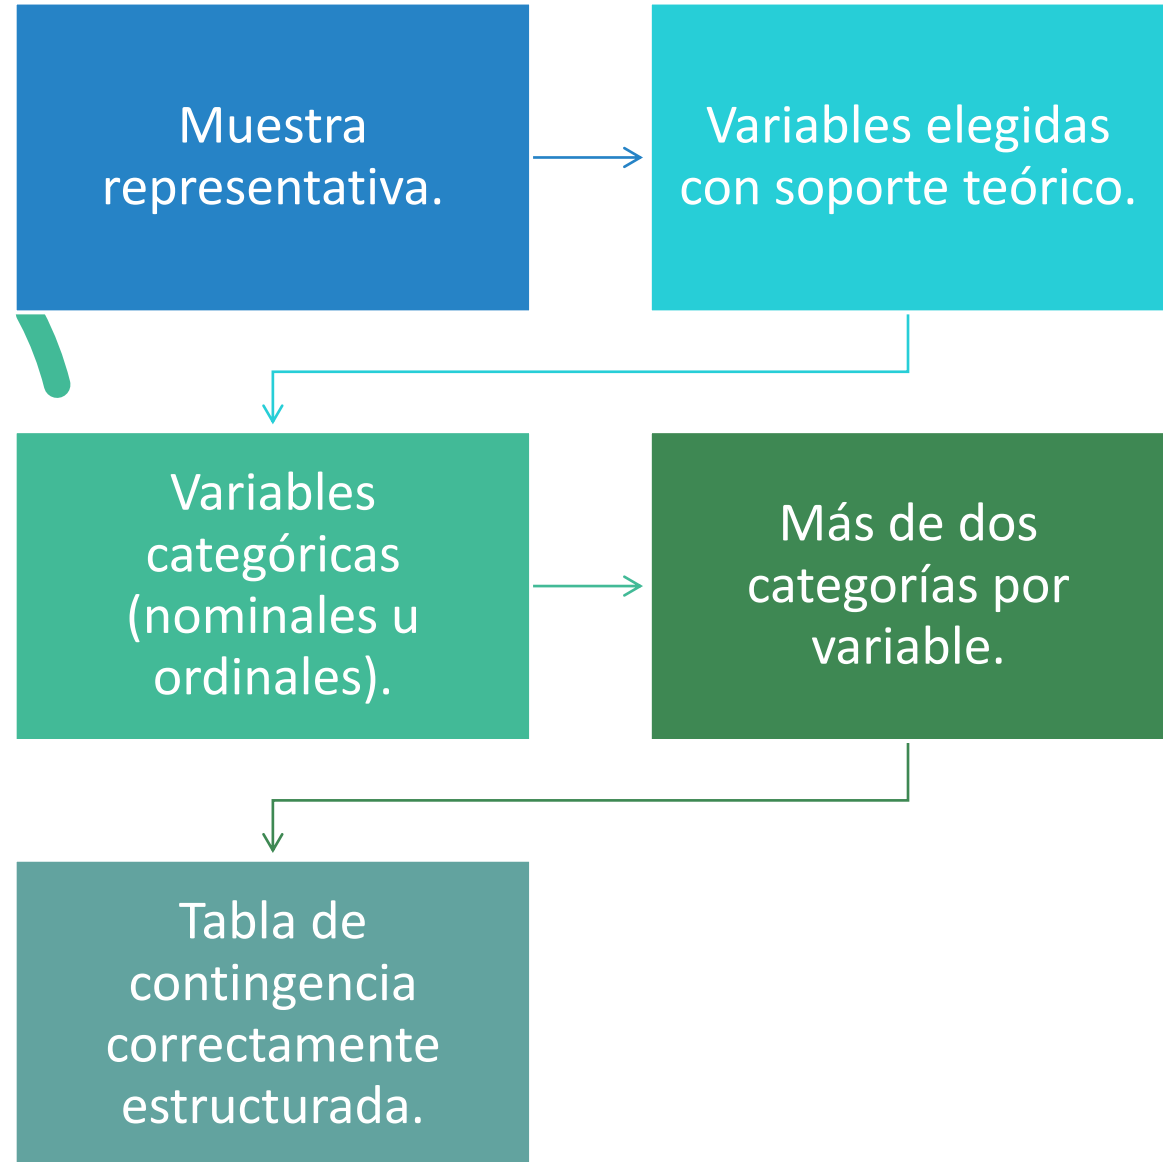 Muestra
representativa.
Variables elegidas
con soporte teórico.
Variables
categóricas
(nominales u
ordinales).
Más de dos
categorías por
variable.
Tabla de
contingencia
correctamente
estructurada.